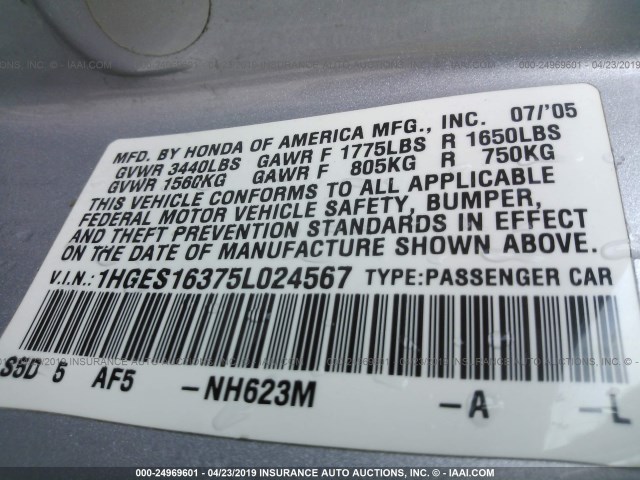 MFD. BY HONDA OF AMERICA MFG., INC. 07/'05
GVWR 3440LBS GAWR F 1775LBS R 1650LBS
GVWR 1560KG GAWR F 805KG R 750KG
THIS VEHICLE CONFORMS TO ALL APPLICABLE
FEDERAL MOTOR VEHICLE SAFETY, BUMPER,
AND THEFT PREVENTION STANDARDS IN EFFECT
ON THE DATE OF MANUFACTURE SHOWN ABOVE.
V.I.N.: 1HGES16375L024567 TYPE:PASSENGER CAR
S5D 5 AF5 -NH623M -A -L
000-24969601 - 04/23/2019 INSURANCE AUTO AUCTIONS, INC. - IAAI.COM